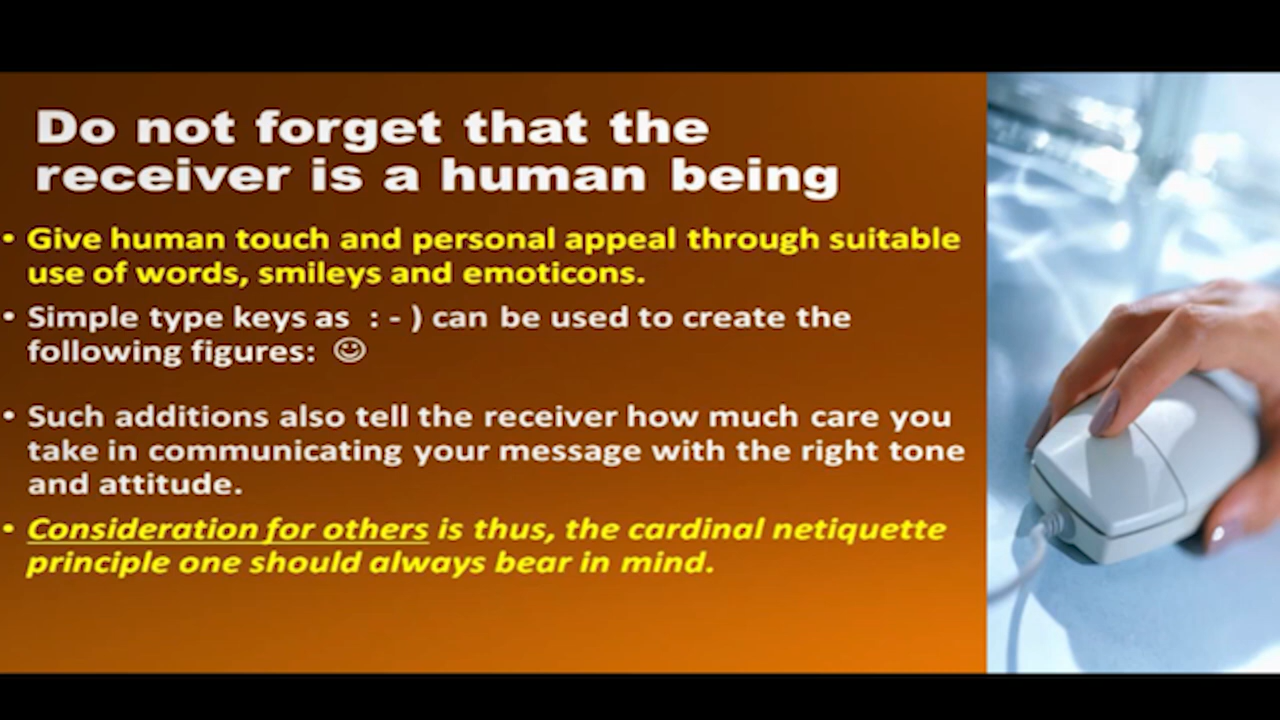 Do not forget that the
receiver is a human being
• Give human touch and personal appeal through suitable
use of words, smileys and emoticons.
• Simple type keys as : - ) can be used to create the
following figures: ☺
• Such additions also tell the receiver how much care you
take in communicating your message with the right tone
and attitude.
• Consideration for others is thus, the cardinal netiquette
principle one should always bear in mind.